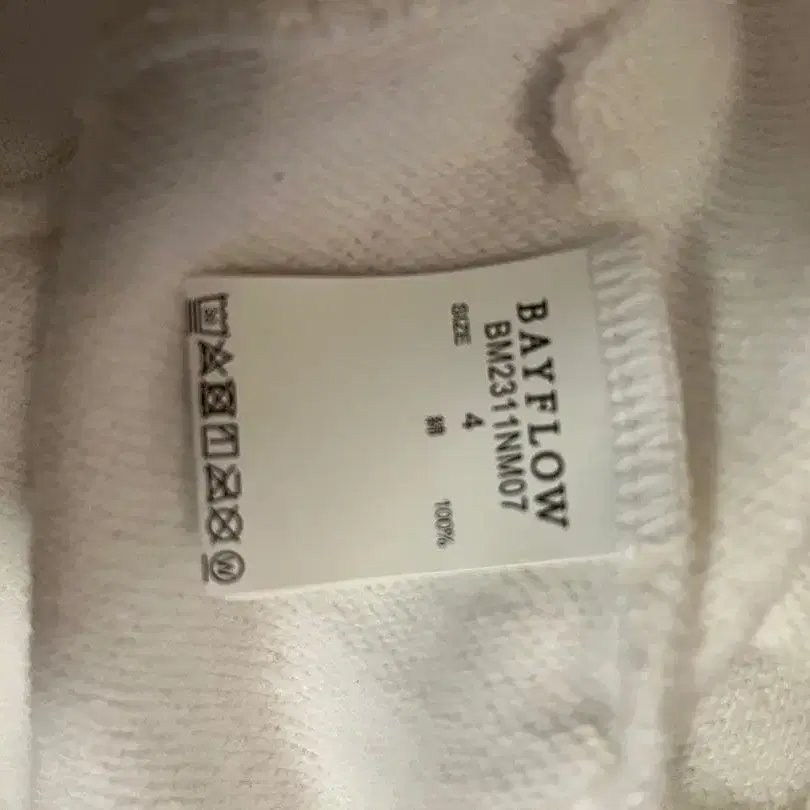 BAYFLOW
BM2311NM07
SIZE 4
綿 100%
W